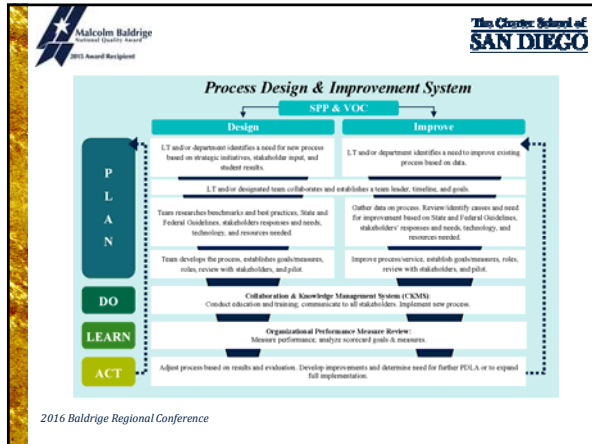 Malcolm Baldrige
National Quality Award
2015 Award Recipient
The Charter School of
SAN DIEGO
Process Design & Improvement System
SPP & VOC
Design
Improve
P
L
A
N
LT and/or department identifies a need for new process
based on strategic initiatives, stakeholder input, and
student results.
LT and/or department identifies a need to improve existing
process based on data.
LT and/or designated team collaborates and establishes a team leader, timeline, and goals.
Team researches benchmarks and best practices, State and
Federal Guidelines, stakeholders responses and needs,
technology, and resources needed.
Gather data on process. Review/identify causes and need
for improvement based on State and Federal Guidelines,
stakeholders' responses and needs, technology, and
resources needed.
Team develops the process, establishes goals/measures,
roles, review with stakeholders, and pilot.
Improve process/service, establish goals/measures, roles,
review with stakeholders, and pilot.
DO
Collaboration & Knowledge Management System (CKMS):
Conduct education and training; communicate to all stakeholders. Implement new process.
LEARN
Organizational Performance Measure Review:
Measure performance, analyze scorecard goals & measures.
ACT
Adjust process based on results and evaluation. Develop improvements and determine need for further PDLA or to expand
full implementation.
2016 Baldrige Regional Conference